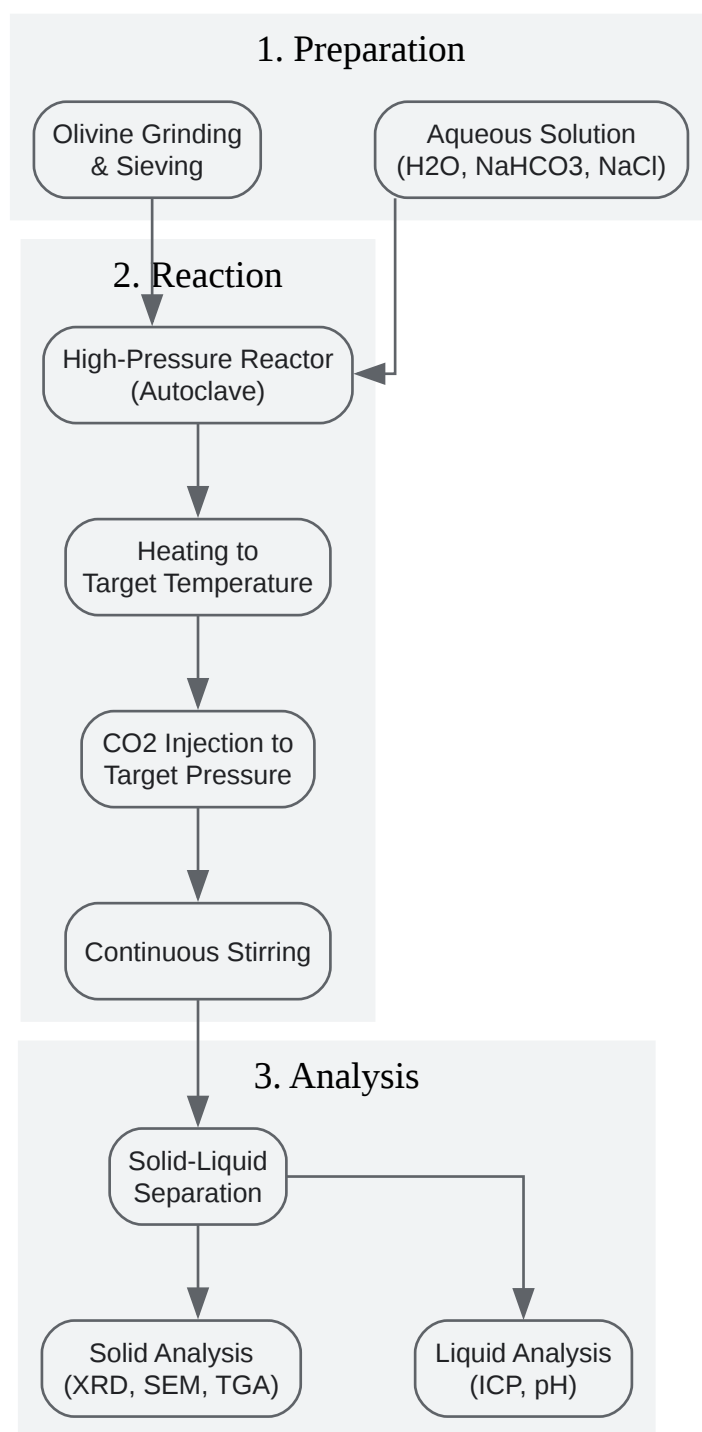 1. Preparation
Olivine Grinding
& Sieving
Aqueous Solution
(H2O, NaHCO3, NaCl)
2. Reaction
High-Pressure Reactor
(Autoclave)
Heating to
Target Temperature
CO2 Injection to
Target Pressure
Continuous Stirring
3. Analysis
Solid-Liquid
Separation
Solid Analysis
(XRD, SEM, TGA)
Liquid Analysis
(ICP, pH)